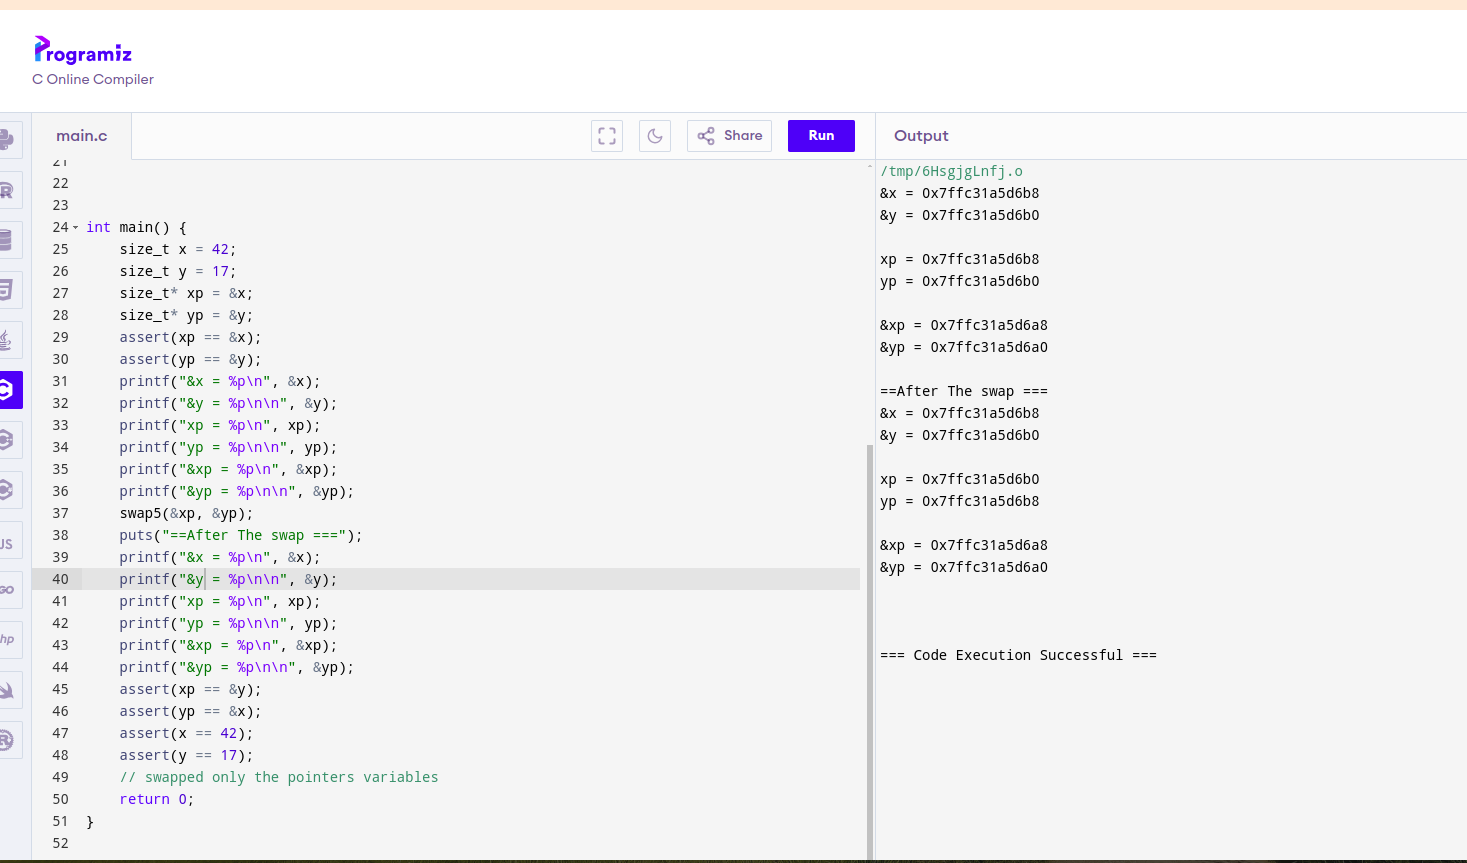 Programiz
C Online Compiler
main.c
Share
Run
Output
21
22
23
24 int main() {
25     size_t x = 42;
26     size_t y = 17;
27     size_t* xp = &x;
28     size_t* yp = &y;
29     assert(xp == &x);
30     assert(yp == &y);
31     printf("&x = %p\n", &x);
32     printf("&y = %p\n\n", &y);
33     printf("xp = %p\n", xp);
34     printf("yp = %p\n\n", yp);
35     printf("&xp = %p\n", &xp);
36     printf("&yp = %p\n\n", &yp);
37     swap5(&xp, &yp);
38     puts("==After The swap ===");
39     printf("&x = %p\n", &x);
40     printf("&y = %p\n\n", &y);
41     printf("xp = %p\n", xp);
42     printf("yp = %p\n\n", yp);
43     printf("&xp = %p\n", &xp);
44     printf("&yp = %p\n\n", &yp);
45     assert(xp == &y);
46     assert(yp == &x);
47     assert(x == 42);
48     assert(y == 17);
49     // swapped only the pointers variables
50     return 0;
51 }
52
/tmp/6HsgjgLnfj.o
&x = 0x7ffc31a5d6b8
&y = 0x7ffc31a5d6b0
xp = 0x7ffc31a5d6b8
yp = 0x7ffc31a5d6b0
&xp = 0x7ffc31a5d6a8
&yp = 0x7ffc31a5d6a0
==After The swap ===
&x = 0x7ffc31a5d6b8
&y = 0x7ffc31a5d6b0
xp = 0x7ffc31a5d6b0
yp = 0x7ffc31a5d6b8
&xp = 0x7ffc31a5d6a8
&yp = 0x7ffc31a5d6a0
=== Code Execution Successful ===